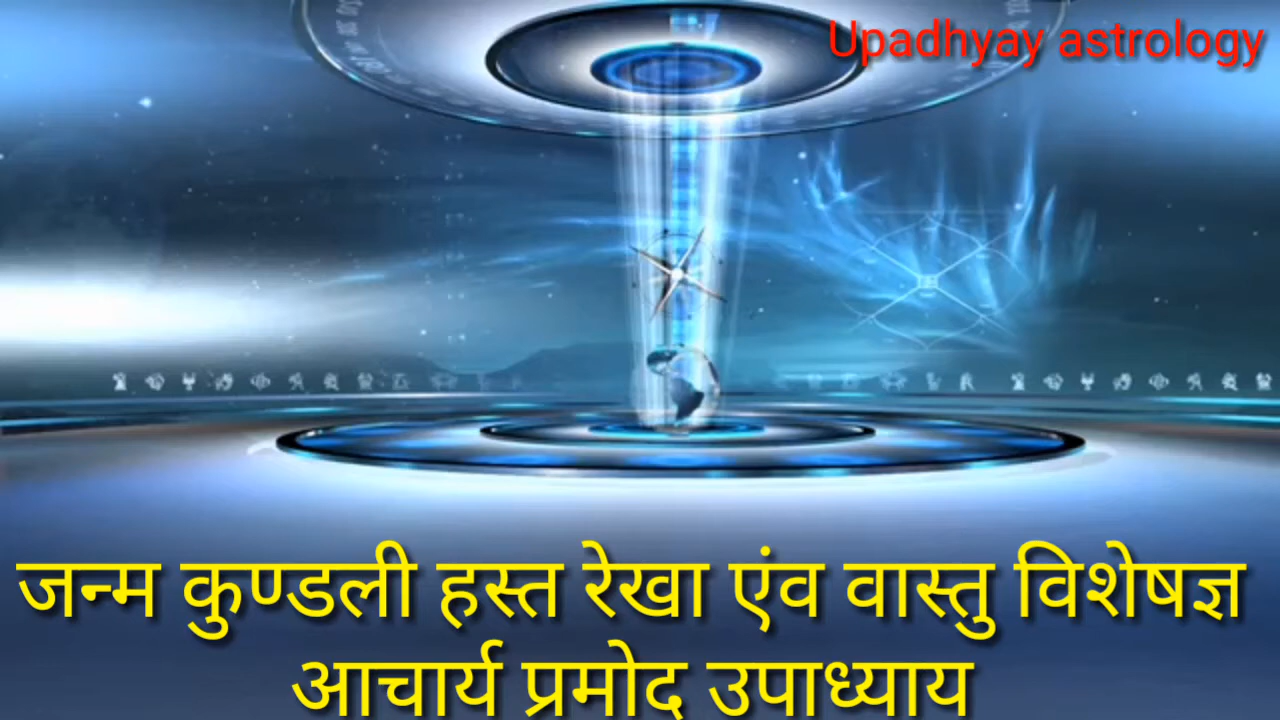 Upadhyay astrology
जन्म कुण्डली हस्त रेखा एंव वास्तु विशेषज्ञ
आचार्य प्रमोद उपाध्याय